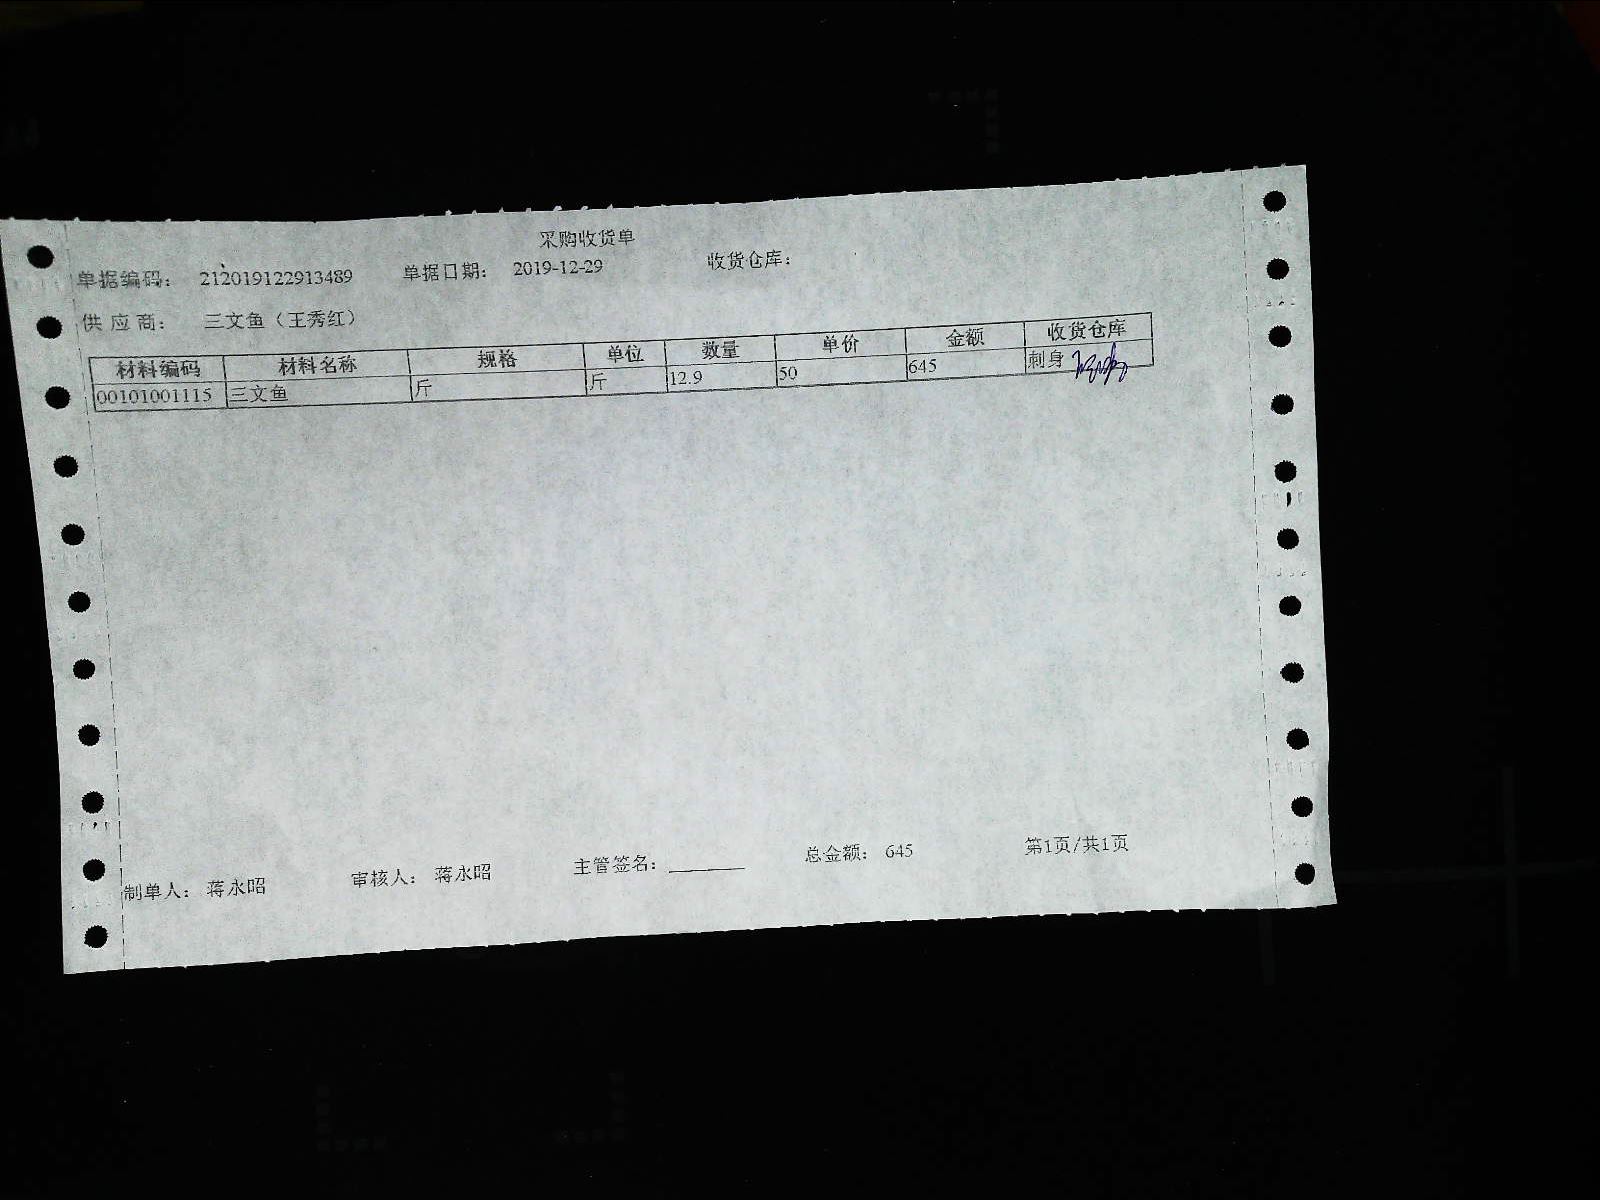 采购收货单
单据编码： 212019122913489 单据日期： 2019-12-29 收货仓库：
供应商： 三文鱼（王秀红）
材料编码 材料名称 规格 单位 数量 单价 金额 收货仓库
00101001115 三文鱼 斤 斤 12.9 50 645 刺身
制单人： 蒋永昭 审核人： 蒋永昭 主管签名： 总金额： 645 第1页/共1页